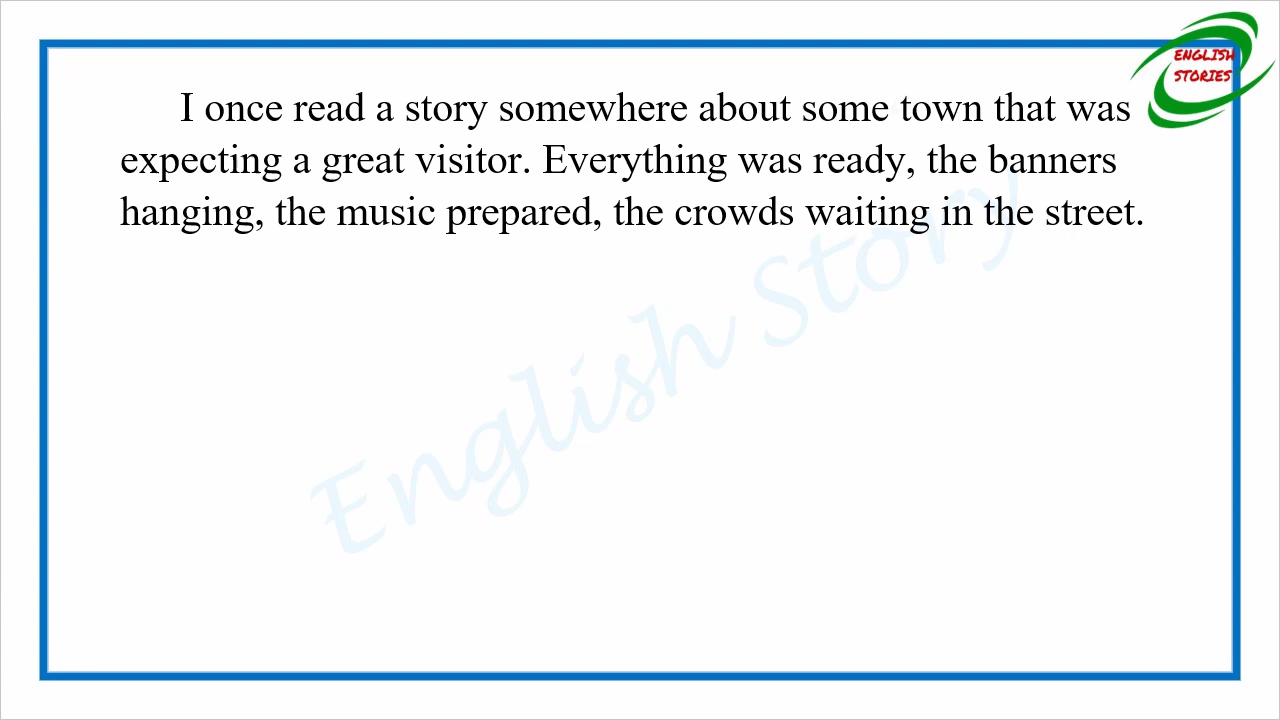 ENGLISH
STORIES
I once read a story somewhere about some town that was
expecting a great visitor. Everything was ready, the banners
hanging, the music prepared, the crowds waiting in the street.
English Story